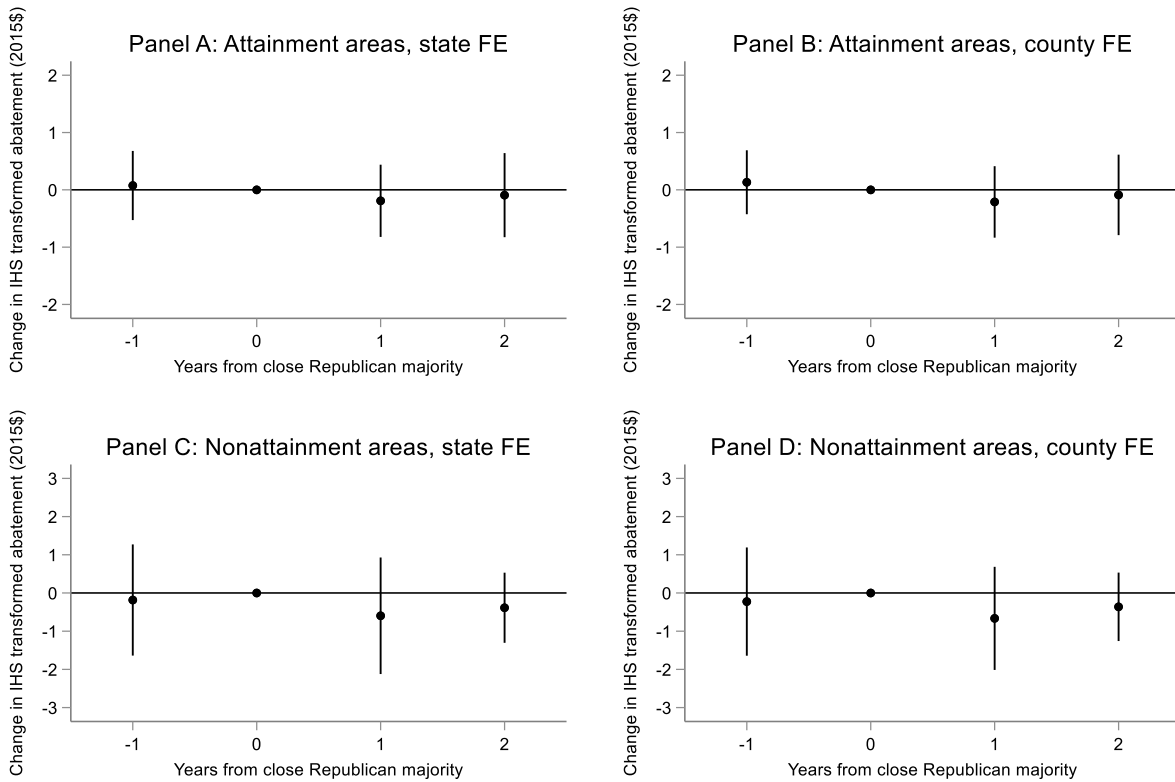 Panel A: Attainment areas, state FE
Change in IHS transformed abatement (2015$)
2
1
0
-1
-2
-1 0 1 2
Years from close Republican majority
Panel B: Attainment areas, county FE
Change in IHS transformed abatement (2015$)
2
1
0
-1
-2
-1 0 1 2
Years from close Republican majority
Panel C: Nonattainment areas, state FE
Change in IHS transformed abatement (2015$)
3
2
1
0
-1
-2
-3
-1 0 1 2
Years from close Republican majority
Panel D: Nonattainment areas, county FE
Change in IHS transformed abatement (2015$)
3
2
1
0
-1
-2
-3
-1 0 1 2
Years from close Republican majority